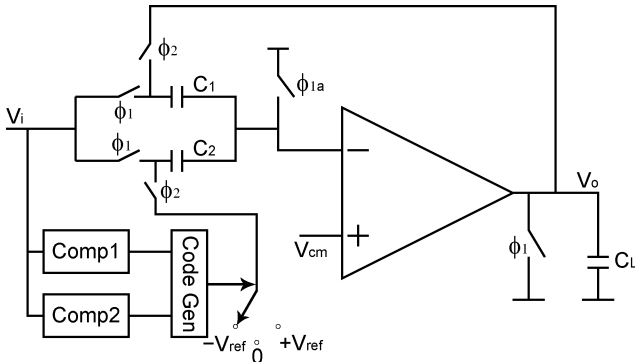 ϕ2
C1
ϕ1a
ϕ1
Vi
ϕ1
C2
ϕ2
Vo
Comp1
Code Gen
Vcm
ϕ1
CL
Comp2
−Vref 0 +Vref